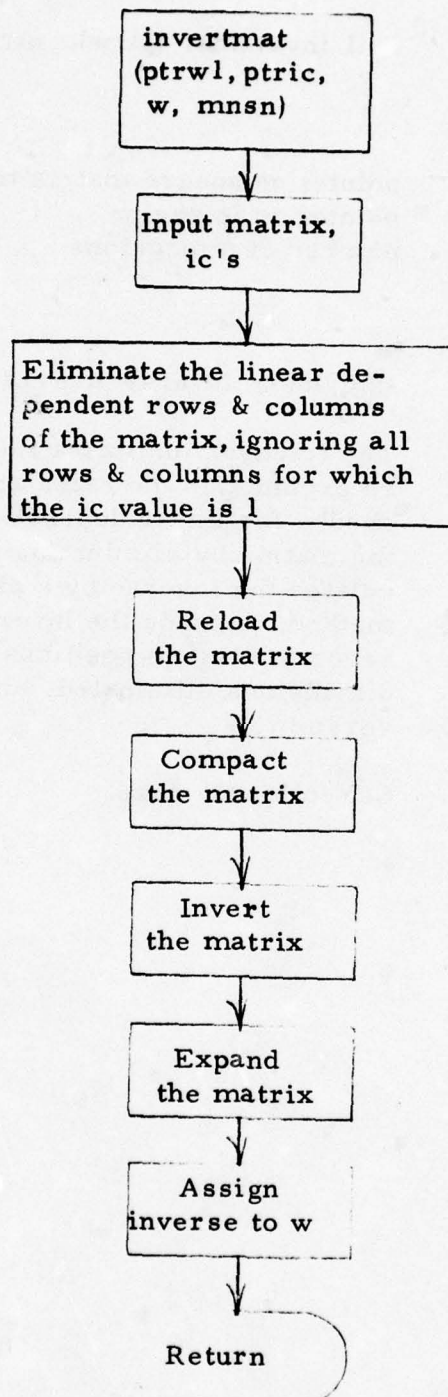 invertmat
(ptrwl, ptric,
w, mnsn)
Input matrix,
ic's
Eliminate the linear de-
pendent rows & columns
of the matrix, ignoring all
rows & columns for which
the ic value is 1
Reload
the matrix
Compact
the matrix
Invert
the matrix
Expand
the matrix
Assign
inverse to w
Return